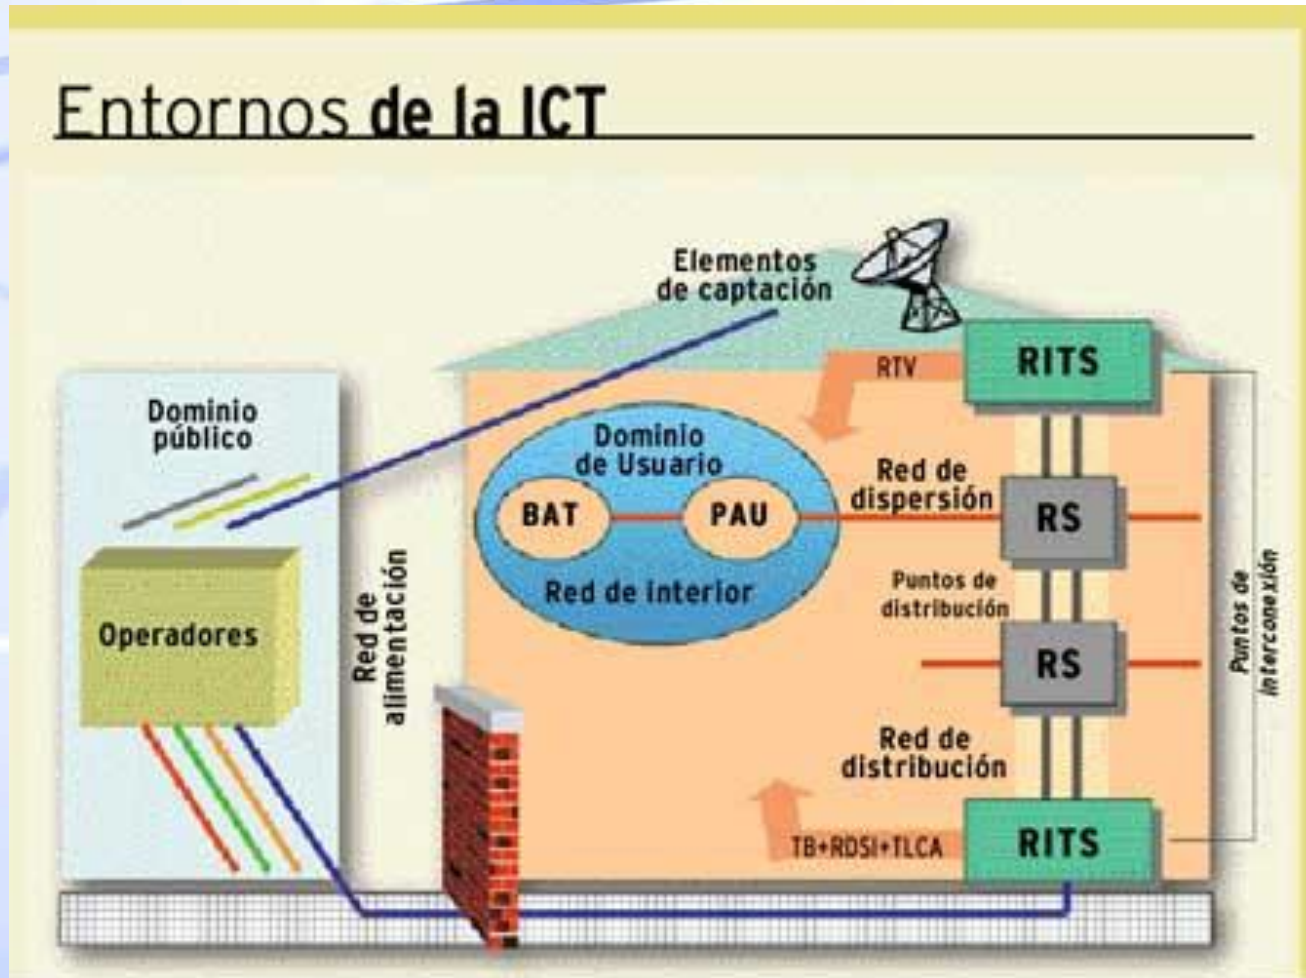 Entornos de la ICT
Elementos
de captación
RITS
RTV
Dominio
público
Dominio
de Usuario
BAT
PAU
Red de interior
Red de
dispersión
RS
Puntos de
distribución
RS
Operadores
Red de
alimentación
Puntos de
interconexión
Red de
distribución
TB+RDSI+TLCA
RITS